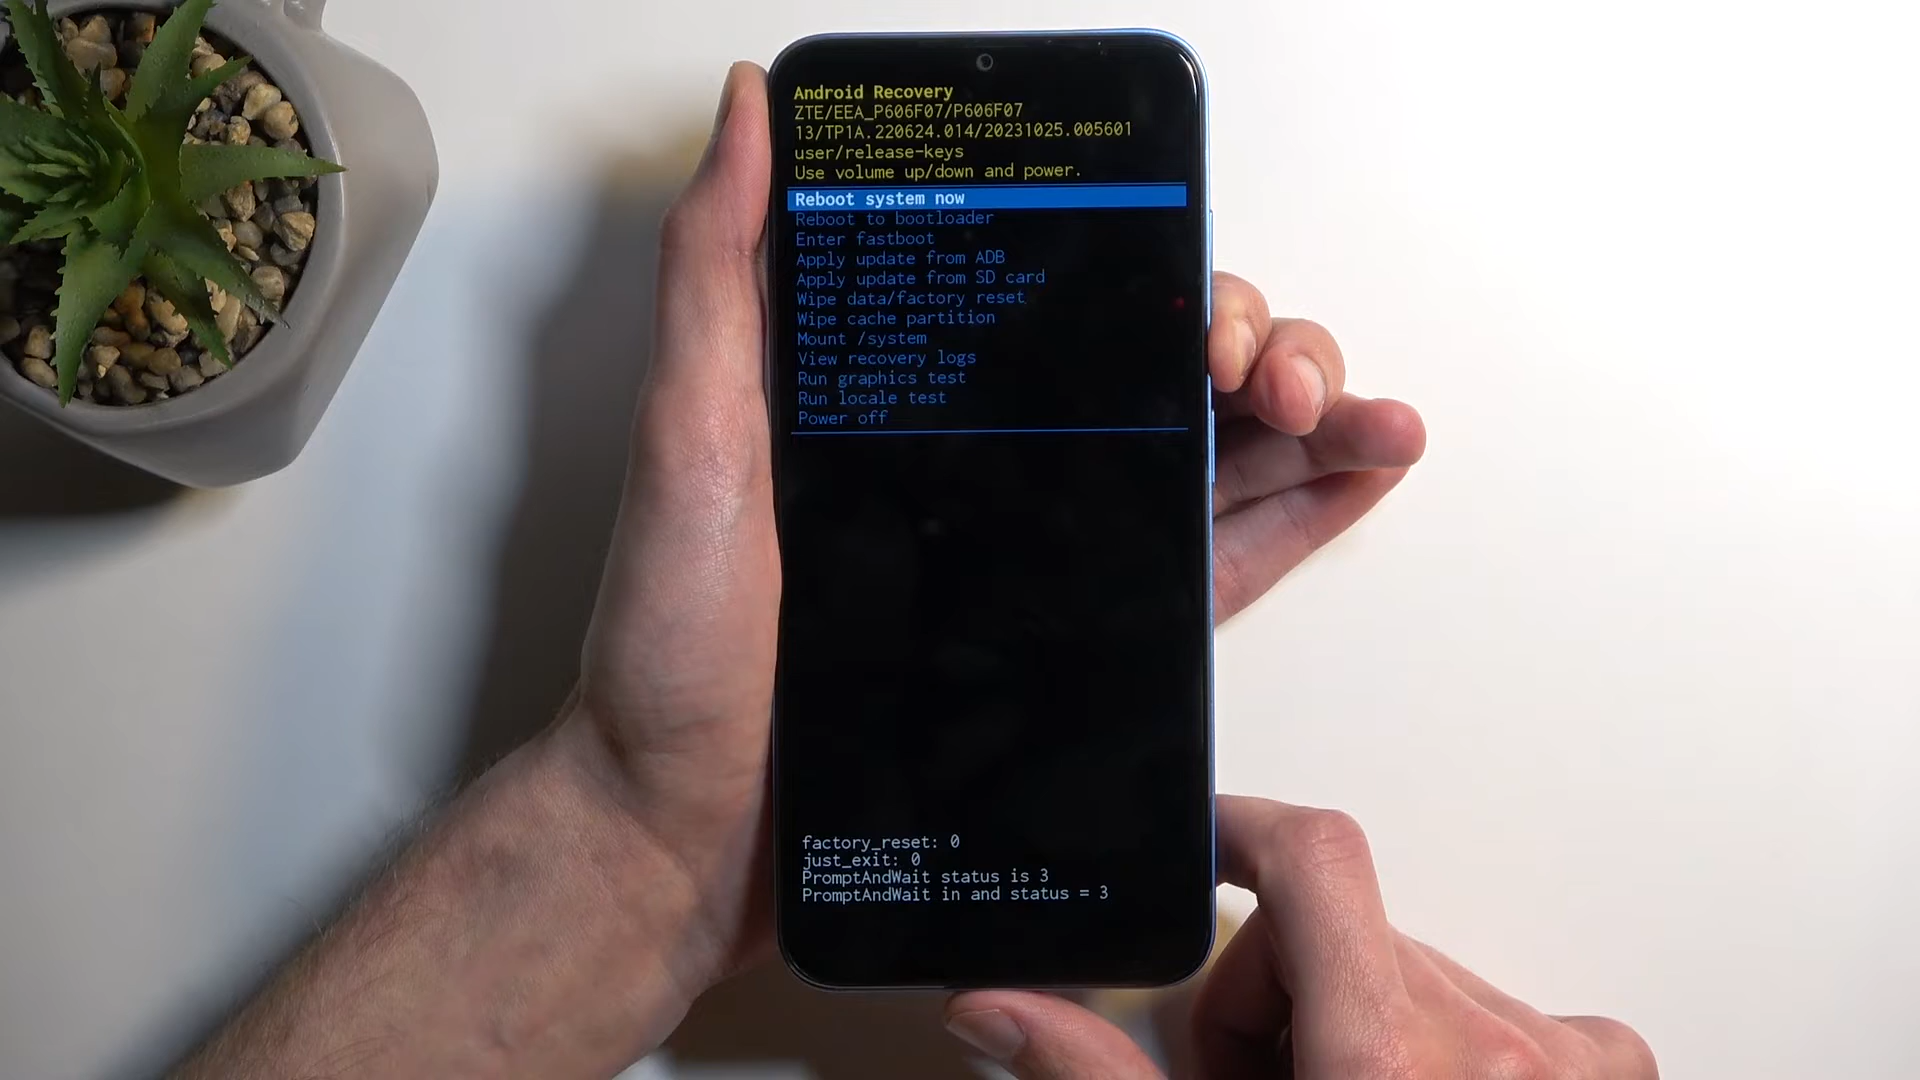 Android Recovery
ZTE/EEA_P606F07/P606F07
13/TP1A.220624.014/20231025.005601
user/release-keys
Use volume up/down and power.
Reboot system now
Reboot to bootloader
Enter fastboot
Apply update from ADB
Apply update from SD card
Wipe data/factory reset
Wipe cache partition
Mount /system
View recovery logs
Run graphics test
Run locale test
Power off
factory_reset: 0
just_exit: 0
PromptAndWait status is 3
PromptAndWait in and status = 3